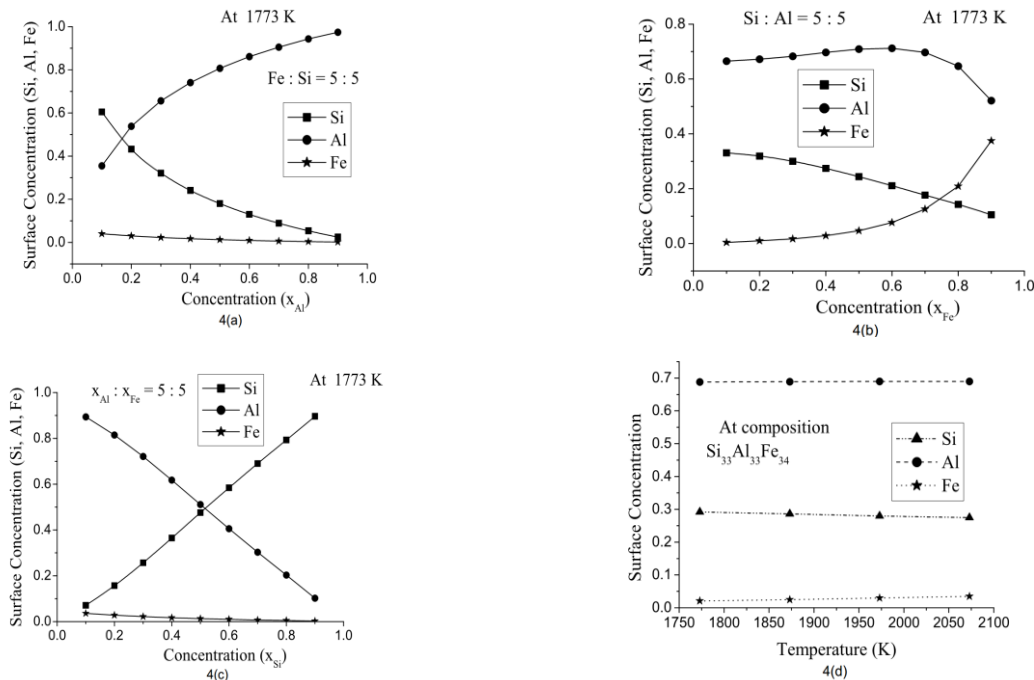 At 1773 K
Fe : Si = 5 : 5
Si
Al
Fe
Surface Concentration (Si, Al, Fe)
1.0
0.8
0.6
0.4
0.2
0.0
0.0 0.2 0.4 0.6 0.8 1.0
Concentration (x_Al)
4(a)
Si : Al = 5 : 5 At 1773 K
Si
Al
Fe
Surface Concentration (Si, Al, Fe)
0.8
0.6
0.4
0.2
0.0
0.0 0.2 0.4 0.6 0.8 1.0
Concentration (x_Fe)
4(b)
x_Al : x_Fe = 5 : 5 At 1773 K
Si
Al
Fe
Surface Concentration (Si, Al, Fe)
1.0
0.8
0.6
0.4
0.2
0.0
0.0 0.2 0.4 0.6 0.8 1.0
Concentration (x_Si)
4(c)
At composition
Si33Al33Fe34
Si
Al
Fe
Surface Concentration
0.7
0.6
0.5
0.4
0.3
0.2
0.1
0.0
1750 1800 1850 1900 1950 2000 2050 2100
Temperature (K)
4(d)